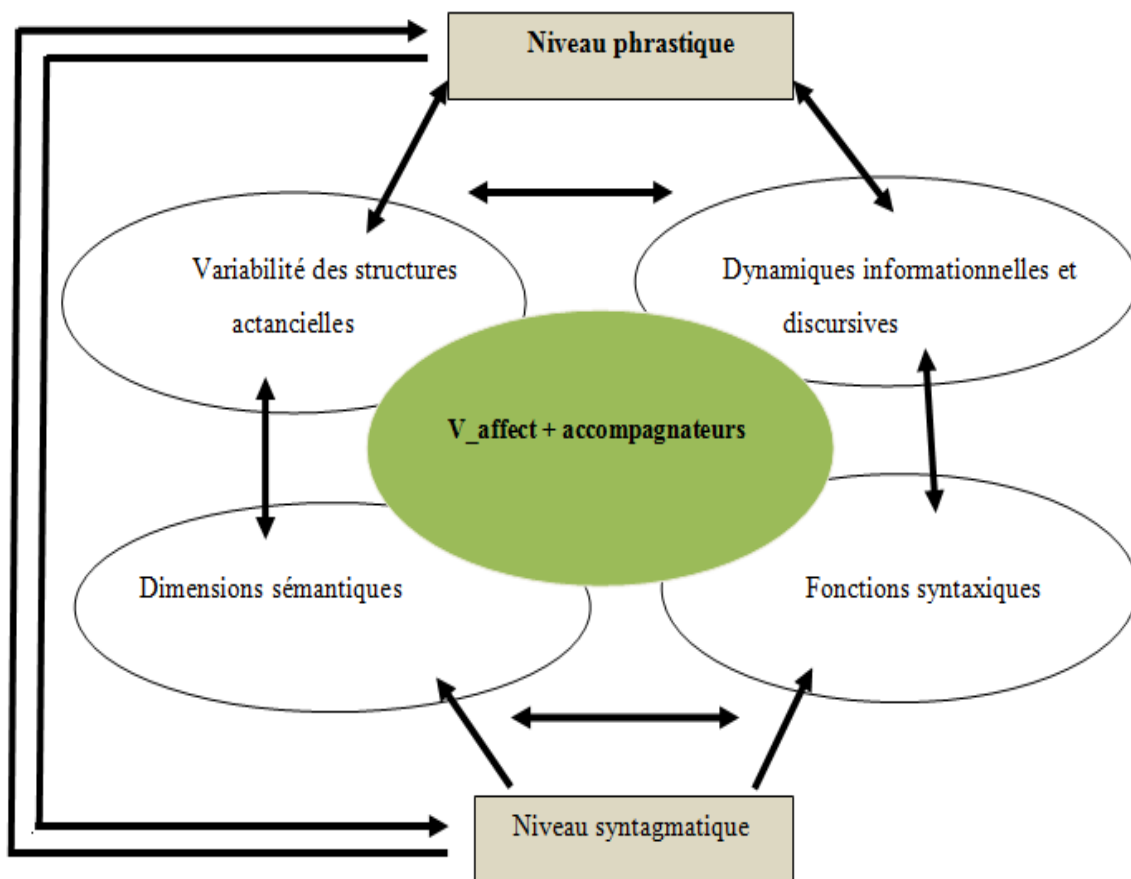 Niveau phrastique
Variabilité des structures
actancielles
Dynamiques informationnelles et
discursives
V_affect + accompagnateurs
Dimensions sémantiques
Fonctions syntaxiques
Niveau syntagmatique